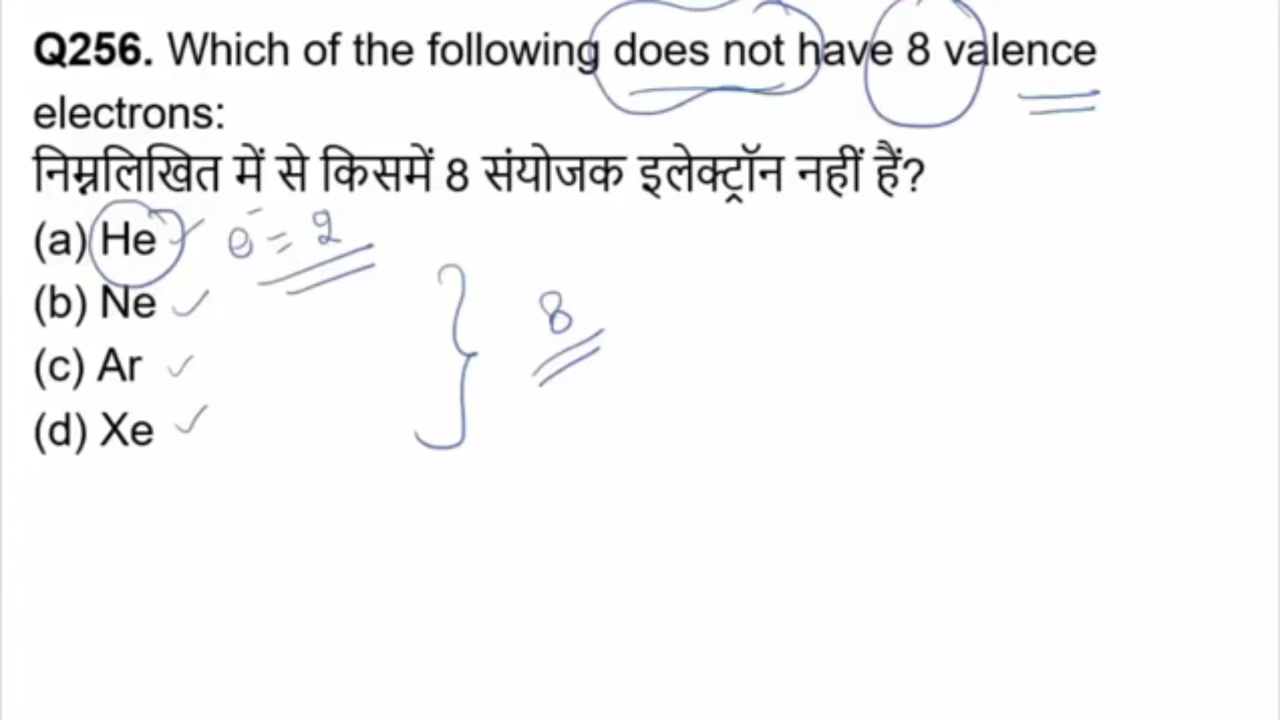 Q256. Which of the following does not have 8 valence
electrons:
निम्नलिखित में से किसमें 8 संयोजक इलेक्ट्रॉन नहीं हैं?
(a) He e⁻ = 2
(b) Ne
8
(c) Ar
(d) Xe